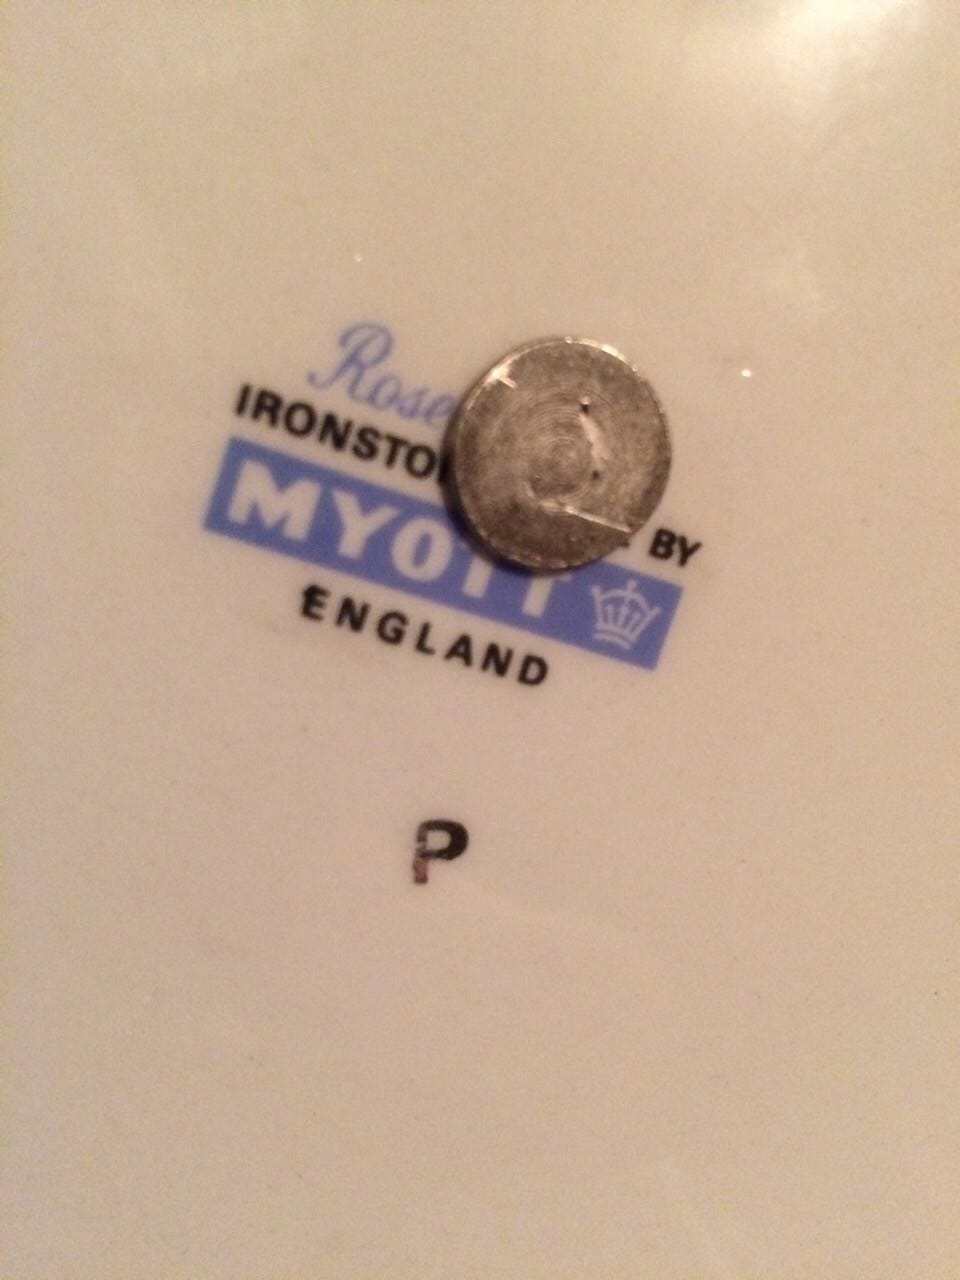 Rose
IRONSTO BY
MYOTT
ENGLAND
P